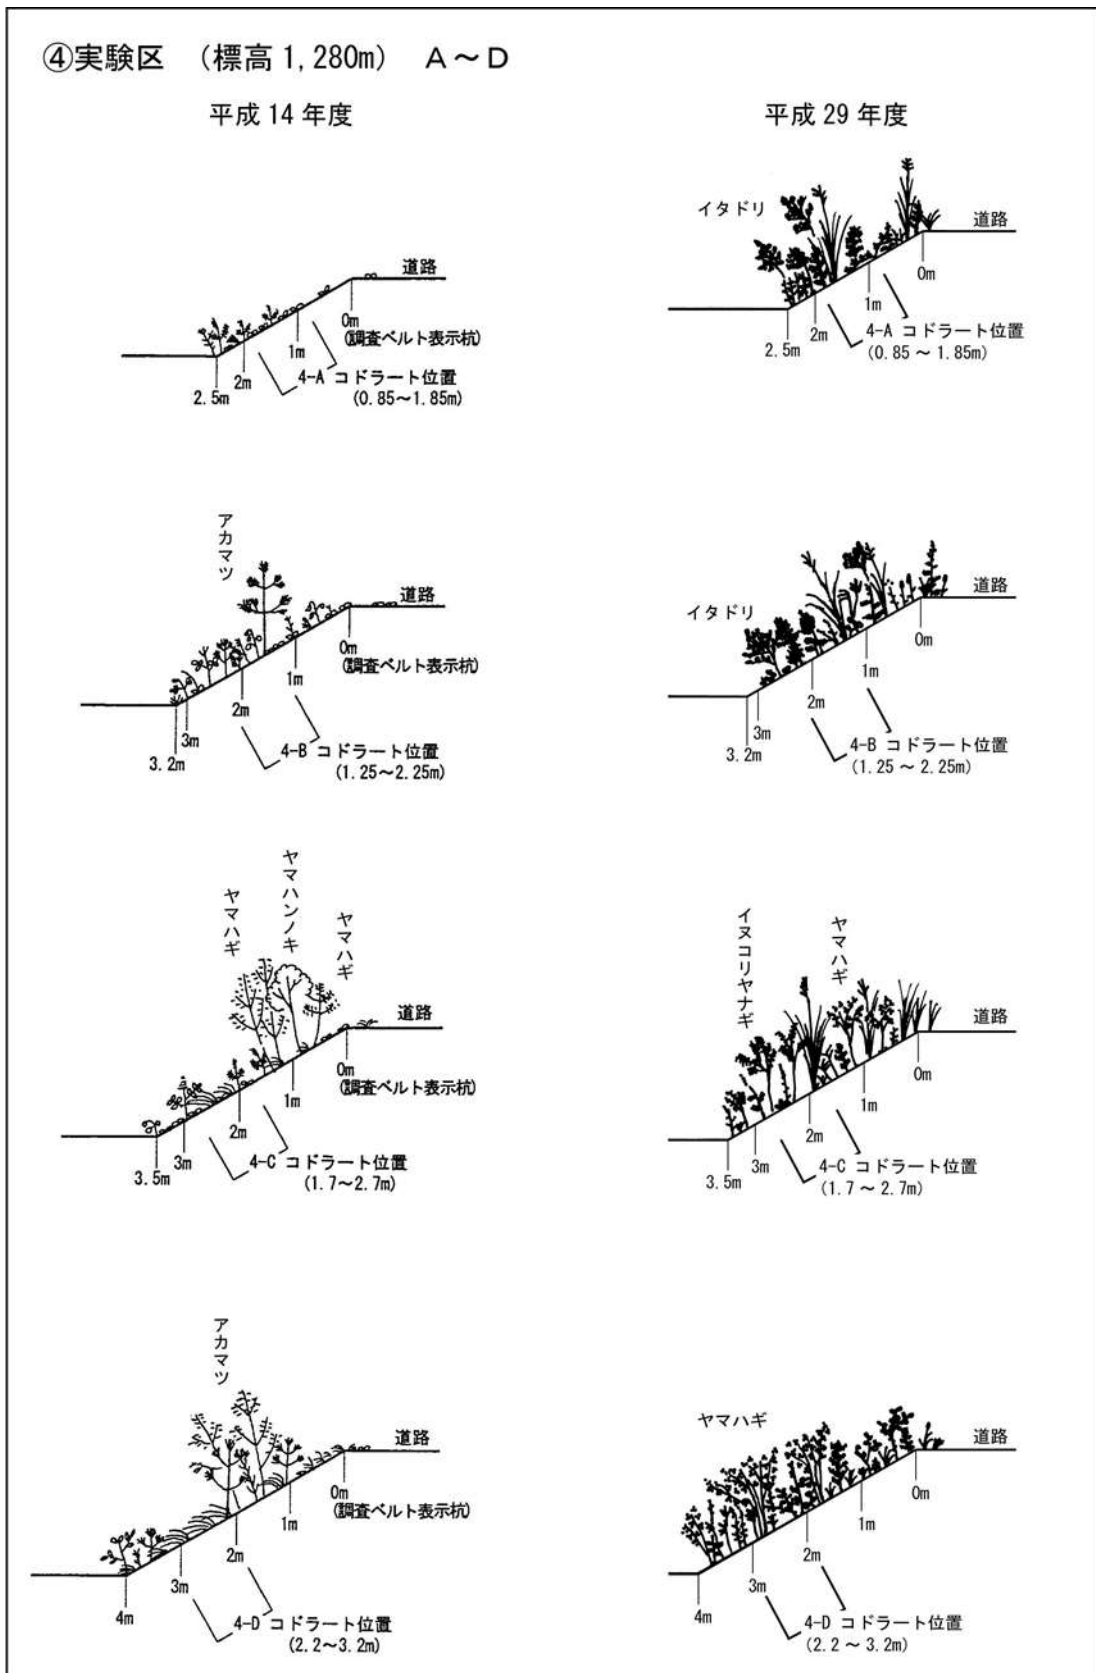 ④実験区 （標高 1,280m） A～D
平成 14 年度
平成 29 年度
道路
0m
(調査ベルト表示杭)
1m
2m
2.5m
4-A コドラート位置
(0.85～1.85m)
イタドリ
道路
0m
1m
2m
2.5m
4-A コドラート位置
(0.85 ～ 1.85m)
アカマツ
道路
0m
(調査ベルト表示杭)
1m
2m
3m
3.2m
4-B コドラート位置
(1.25～2.25m)
イタドリ
道路
0m
1m
2m
3m
3.2m
4-B コドラート位置
(1.25 ～ 2.25m)
ヤマハギ
ヤマハンノキ
ヤマハギ
道路
0m
(調査ベルト表示杭)
1m
2m
3m
3.5m
4-C コドラート位置
(1.7～2.7m)
イヌコリヤナギ
ヤマハギ
道路
0m
1m
2m
3m
3.5m
4-C コドラート位置
(1.7 ～ 2.7m)
アカマツ
道路
0m
(調査ベルト表示杭)
1m
2m
3m
4m
4-D コドラート位置
(2.2～3.2m)
ヤマハギ
道路
0m
1m
2m
3m
4m
4-D コドラート位置
(2.2 ～ 3.2m)